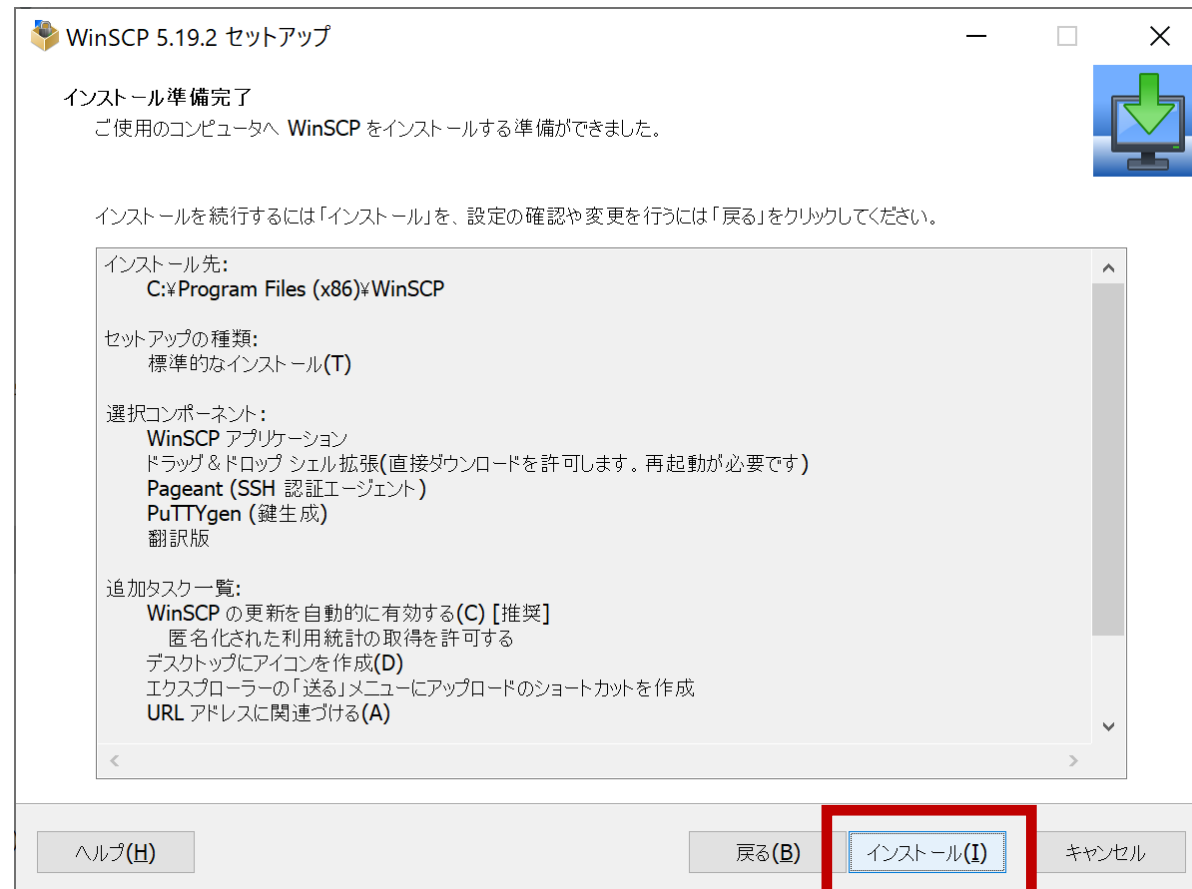 WinSCP 5.19.2 セットアップ
インストール準備完了
ご使用のコンピュータへ WinSCP をインストールする準備ができました。
インストールを続行するには「インストール」を、設定の確認や変更を行うには「戻る」をクリックしてください。
インストール先:
C:¥Program Files (x86)¥WinSCP
セットアップの種類:
標準的なインストール(T)
選択コンポーネント:
WinSCP アプリケーション
ドラッグ＆ドロップ シェル拡張(直接ダウンロードを許可します。再起動が必要です)
Pageant (SSH 認証エージェント)
PuTTYgen (鍵生成)
翻訳版
追加タスク一覧:
WinSCP の更新を自動的に有効する(C) [推奨]
匿名化された利用統計の取得を許可する
デスクトップにアイコンを作成(D)
エクスプローラーの「送る」メニューにアップロードのショートカットを作成
URL アドレスに関連づける(A)
ヘルプ(H) 戻る(B) インストール(I) キャンセル